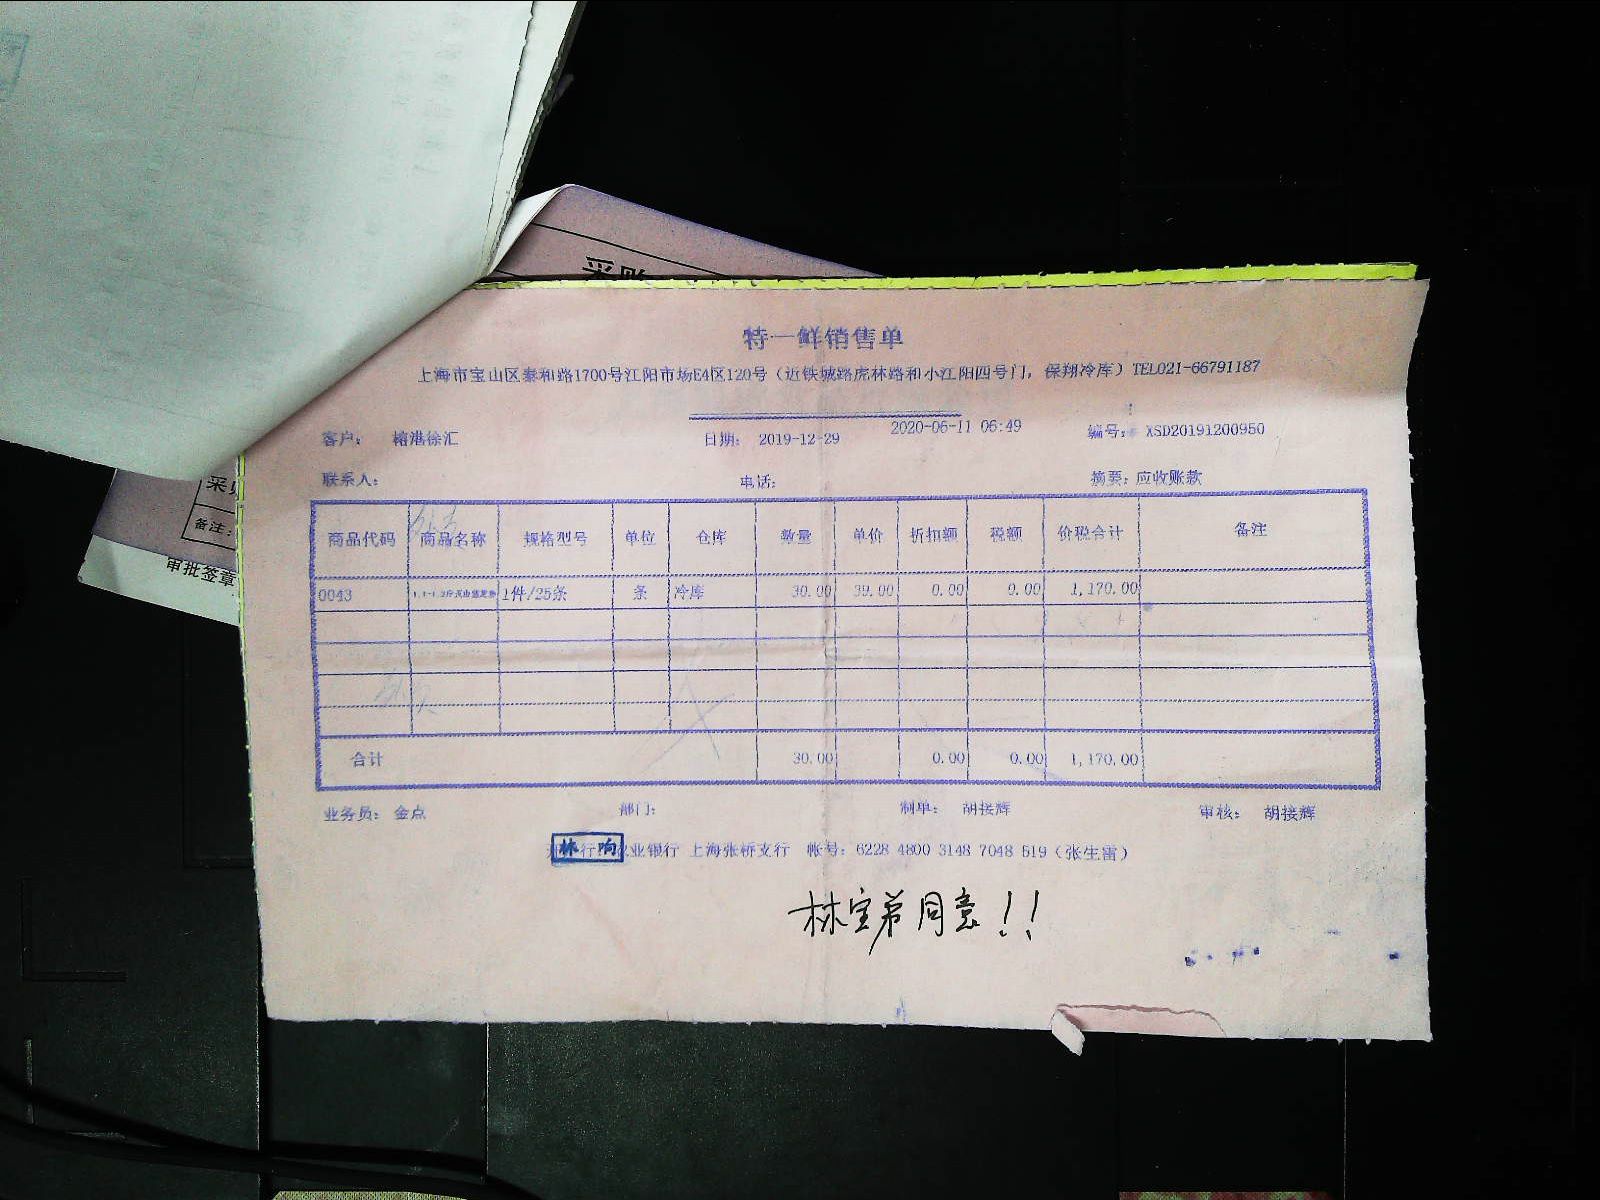 采购
特一鲜销售单
上海市宝山区泰和路1700号江阳市场E4区120号（近铁城路虎林路和小江阳四号门，保翔冷库）TEL021-66791187
2020-06-11 06:49
客户： 榕港徐汇 日期： 2019-12-29 编号： XSD20191200950
联系人： 电话： 摘要：应收账款
商品代码 商品名称 规格型号 单位 仓库 数量 单价 折扣额 税额 价税合计 备注
0043 1件/25条 条 冷库 30.00 39.00 0.00 0.00 1,170.00
合计 30.00 0.00 0.00 1,170.00
业务员： 金点 部门： 制单： 胡接辉 审核： 胡接辉
林响
业银行 上海张桥支行 帐号：6228 4800 3148 7048 519（张生雷）
林宝弟同意！！
采购
备注：
审批签章